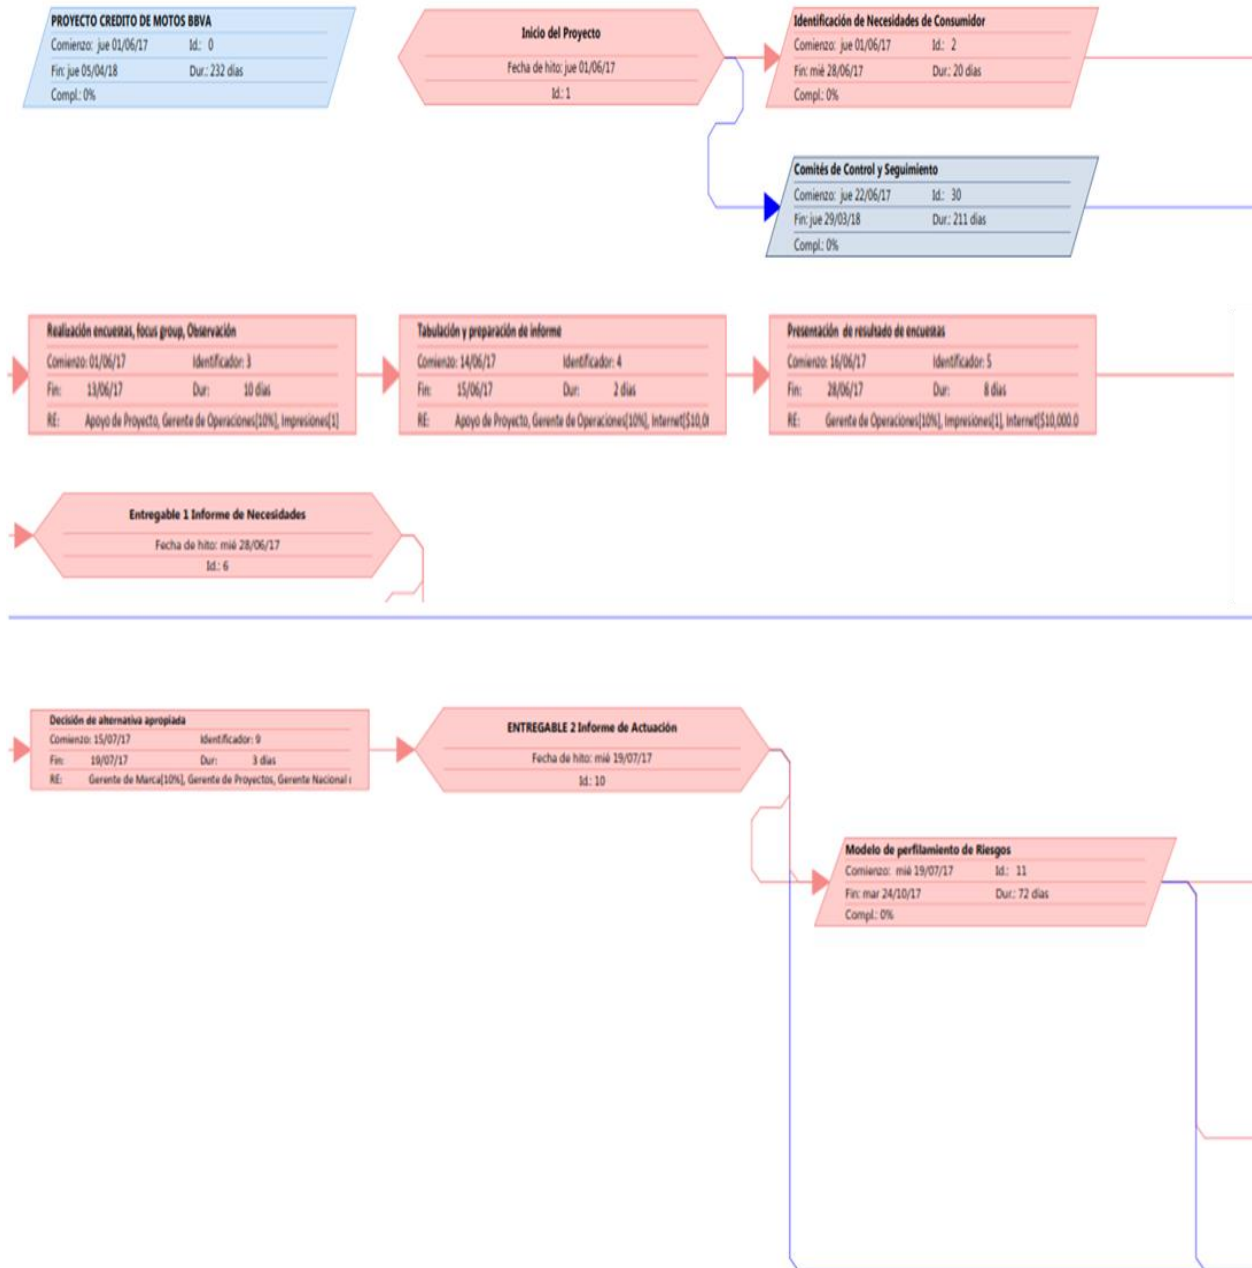 PROYECTO CREDITO DE MOTOS BBVA
Comienzo: jue 01/06/17 Id.: 0
Fin: jue 05/04/18 Dur.: 232 días
Compl.: 0%
Inicio del Proyecto
Fecha de hito: jue 01/06/17
Id.: 1
Identificación de Necesidades de Consumidor
Comienzo: jue 01/06/17 Id.: 2
Fin: mié 28/06/17 Dur.: 20 días
Compl.: 0%
Comités de Control y Seguimiento
Comienzo: jue 22/06/17 Id.: 30
Fin: jue 29/03/18 Dur.: 211 días
Compl.: 0%
Realización encuestas, focus group, Observación
Comienzo: 01/06/17 Identificador: 3
Fin: 13/06/17 Dur: 10 días
RE: Apoyo de Proyecto, Gerente de Operaciones[10%], Impresiones[1]
Tabulación y preparación de informe
Comienzo: 14/06/17 Identificador: 4
Fin: 15/06/17 Dur: 2 días
RE: Apoyo de Proyecto, Gerente de Operaciones[10%], Internet[$10,0
Presentación de resultado de encuestas
Comienzo: 16/06/17 Identificador: 5
Fin: 28/06/17 Dur: 8 días
RE: Gerente de Operaciones[10%], Impresiones[1], Internet[$10,000.0
Entregable 1 Informe de Necesidades
Fecha de hito: mié 28/06/17
Id.: 6
Decisión de alternativa apropiada
Comienzo: 15/07/17 Identificador: 9
Fin: 19/07/17 Dur: 3 días
RE: Gerente de Marca[10%], Gerente de Proyectos, Gerente Nacional
ENTREGABLE 2 Informe de Actuación
Fecha de hito: mié 19/07/17
Id.: 10
Modelo de perfilamiento de Riesgos
Comienzo: mié 19/07/17 Id.: 11
Fin: mar 24/10/17 Dur.: 72 días
Compl.: 0%